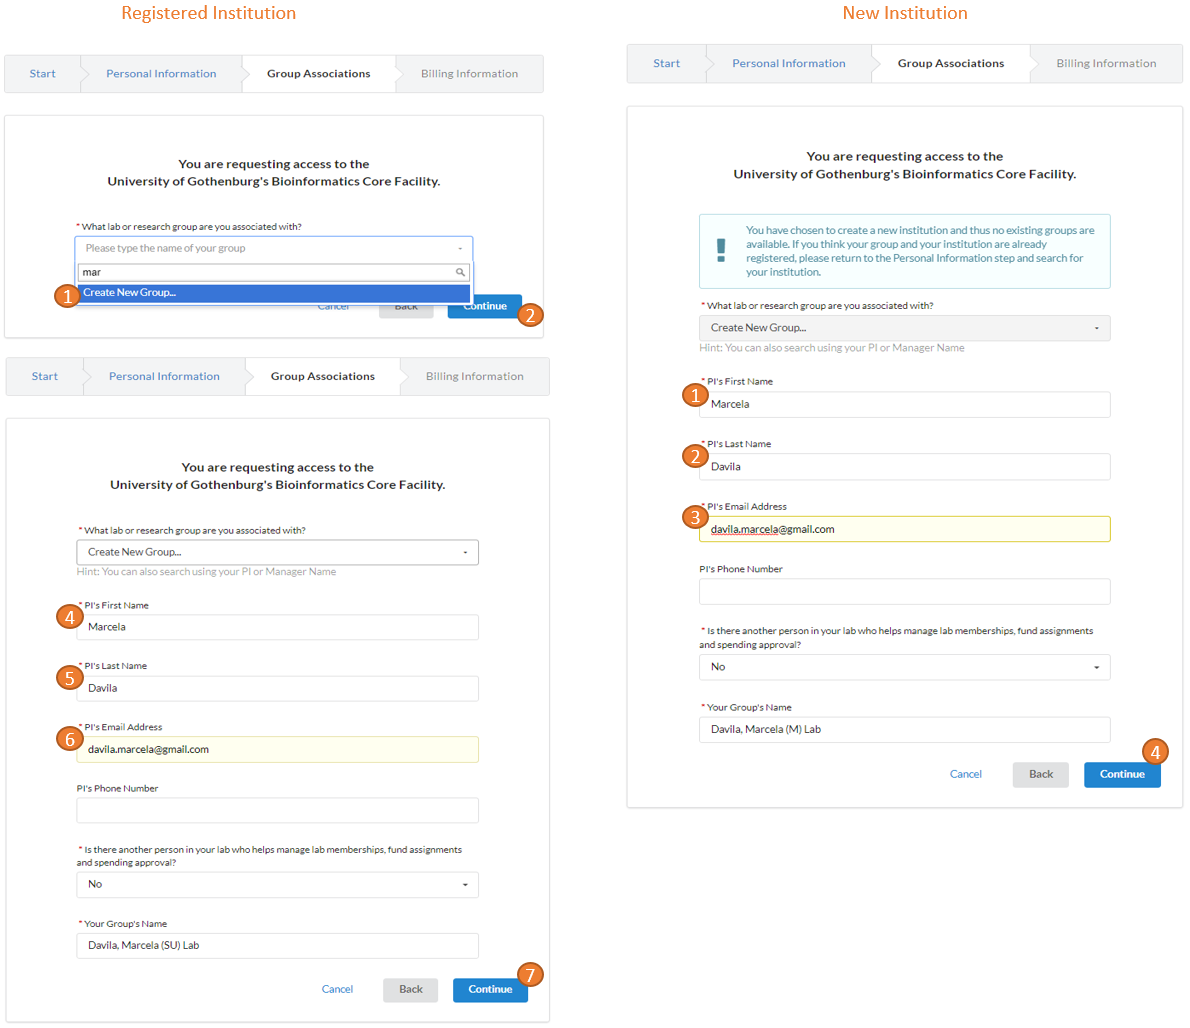 Registered Institution
Start
Personal Information
Group Associations
Billing Information
You are requesting access to the
University of Gothenburg's Bioinformatics Core Facility.
* What lab or research group are you associated with?
Please type the name of your group
mar
1
Create New Group...
Cancel
Back
Continue
2
Start
Personal Information
Group Associations
Billing Information
You are requesting access to the
University of Gothenburg's Bioinformatics Core Facility.
* What lab or research group are you associated with?
Create New Group...
Hint: You can also search using your PI or Manager Name
4
* PI's First Name
Marcela
5
* PI's Last Name
Davila
6
* PI's Email Address
davila.marcela@gmail.com
PI's Phone Number
* Is there another person in your lab who helps manage lab memberships, fund assignments
and spending approval?
No
* Your Group's Name
Davila, Marcela (SU) Lab
Cancel
Back
Continue
7
New Institution
Start
Personal Information
Group Associations
Billing Information
You are requesting access to the
University of Gothenburg's Bioinformatics Core Facility.
!
You have chosen to create a new institution and thus no existing groups are
available. If you think your group and your institution are already
registered, please return to the Personal Information step and search for
your institution.
* What lab or research group are you associated with?
Create New Group...
Hint: You can also search using your PI or Manager Name
1
* PI's First Name
Marcela
2
* PI's Last Name
Davila
3
* PI's Email Address
davila.marcela@gmail.com
PI's Phone Number
* Is there another person in your lab who helps manage lab memberships, fund assignments
and spending approval?
No
* Your Group's Name
Davila, Marcela (M) Lab
Cancel
Back
Continue
4